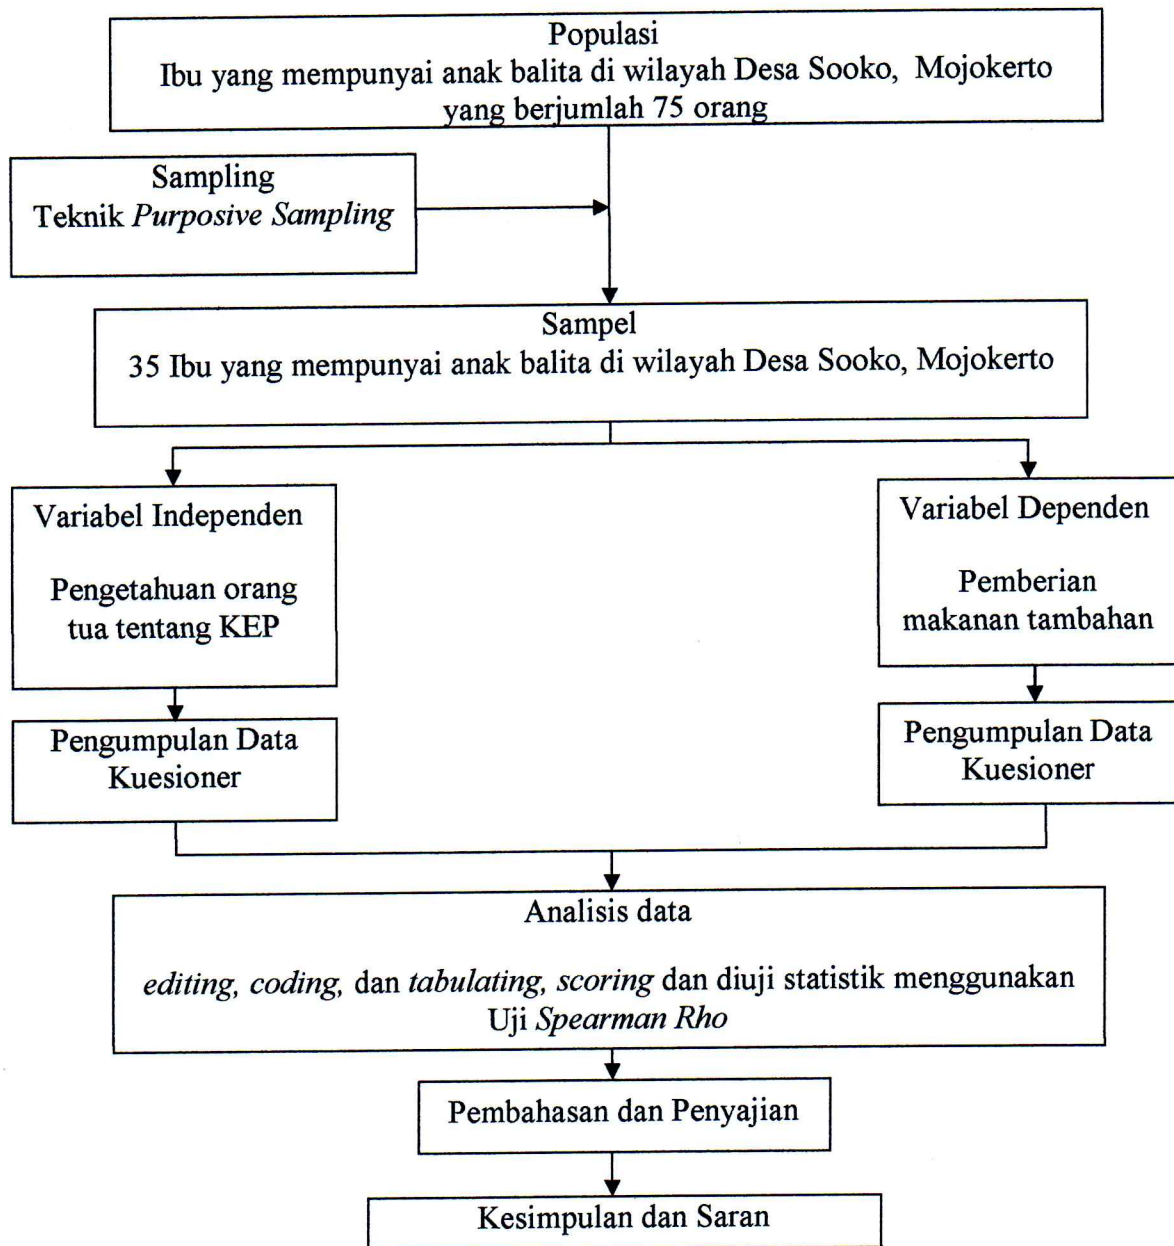 Populasi
Ibu yang mempunyai anak balita di wilayah Desa Sooko, Mojokerto
yang berjumlah 75 orang
Sampling
Teknik Purposive Sampling
Sampel
35 Ibu yang mempunyai anak balita di wilayah Desa Sooko, Mojokerto
Variabel Independen
Pengetahuan orang
tua tentang KEP
Pengumpulan Data
Kuesioner
Variabel Dependen
Pemberian
makanan tambahan
Pengumpulan Data
Kuesioner
Analisis data
editing, coding, dan tabulating, scoring dan diuji statistik menggunakan
Uji Spearman Rho
Pembahasan dan Penyajian
Kesimpulan dan Saran